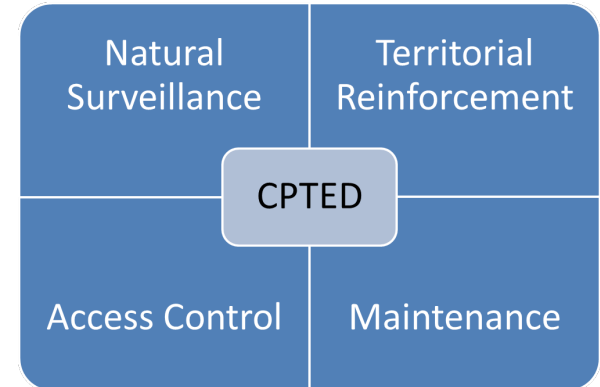 Natural
Surveillance
Territorial
Reinforcement
CPTED
Access Control
Maintenance